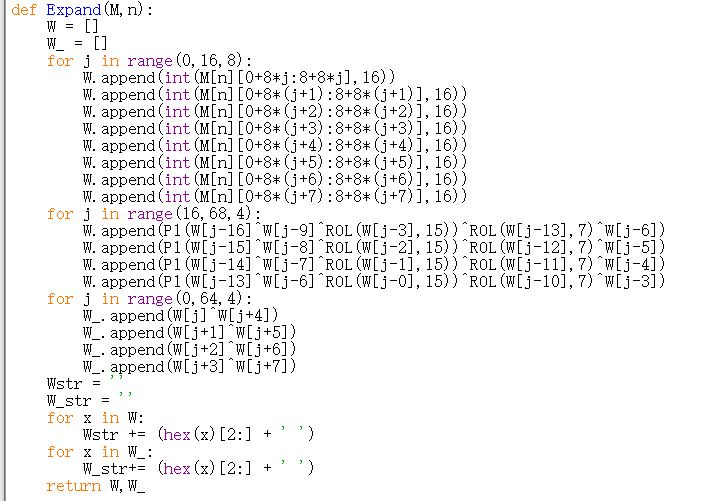 def Expand(M,n):
    W = []
    W_ = []
    for j in range(0,16,8):
        W.append(int(M[n][0+8*j:8+8*j],16))
        W.append(int(M[n][0+8*(j+1):8+8*(j+1)],16))
        W.append(int(M[n][0+8*(j+2):8+8*(j+2)],16))
        W.append(int(M[n][0+8*(j+3):8+8*(j+3)],16))
        W.append(int(M[n][0+8*(j+4):8+8*(j+4)],16))
        W.append(int(M[n][0+8*(j+5):8+8*(j+5)],16))
        W.append(int(M[n][0+8*(j+6):8+8*(j+6)],16))
        W.append(int(M[n][0+8*(j+7):8+8*(j+7)],16))
    for j in range(16,68,4):
        W.append(P1(W[j-16]^W[j-9]^ROL(W[j-3],15))^ROL(W[j-13],7)^W[j-6])
        W.append(P1(W[j-15]^W[j-8]^ROL(W[j-2],15))^ROL(W[j-12],7)^W[j-5])
        W.append(P1(W[j-14]^W[j-7]^ROL(W[j-1],15))^ROL(W[j-11],7)^W[j-4])
        W.append(P1(W[j-13]^W[j-6]^ROL(W[j-0],15))^ROL(W[j-10],7)^W[j-3])
    for j in range(0,64,4):
        W_.append(W[j]^W[j+4])
        W_.append(W[j+1]^W[j+5])
        W_.append(W[j+2]^W[j+6])
        W_.append(W[j+3]^W[j+7])
    Wstr = ''
    W_str = ''
    for x in W:
        Wstr += (hex(x)[2:] + ' ')
    for x in W_:
        W_str+= (hex(x)[2:] + ' ')
    return W,W_